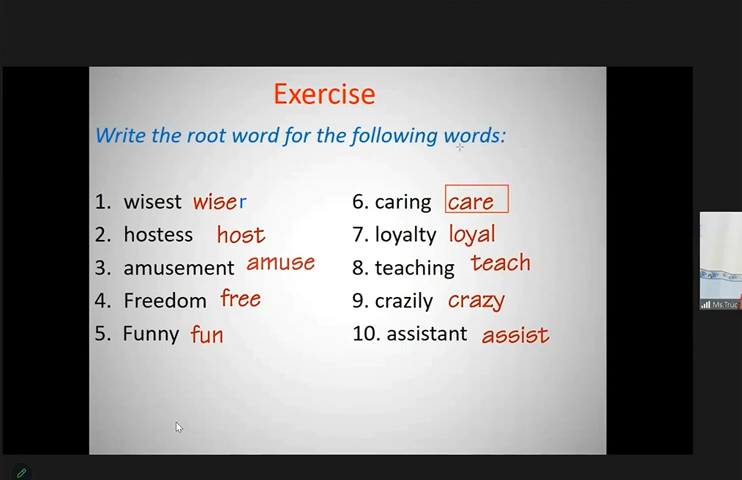 Exercise
Write the root word for the following words:
1. wisest wiser
2. hostess host
3. amusement amuse
4. Freedom free
5. Funny fun
6. caring care
7. loyalty loyal
8. teaching teach
9. crazily crazy
10. assistant assist